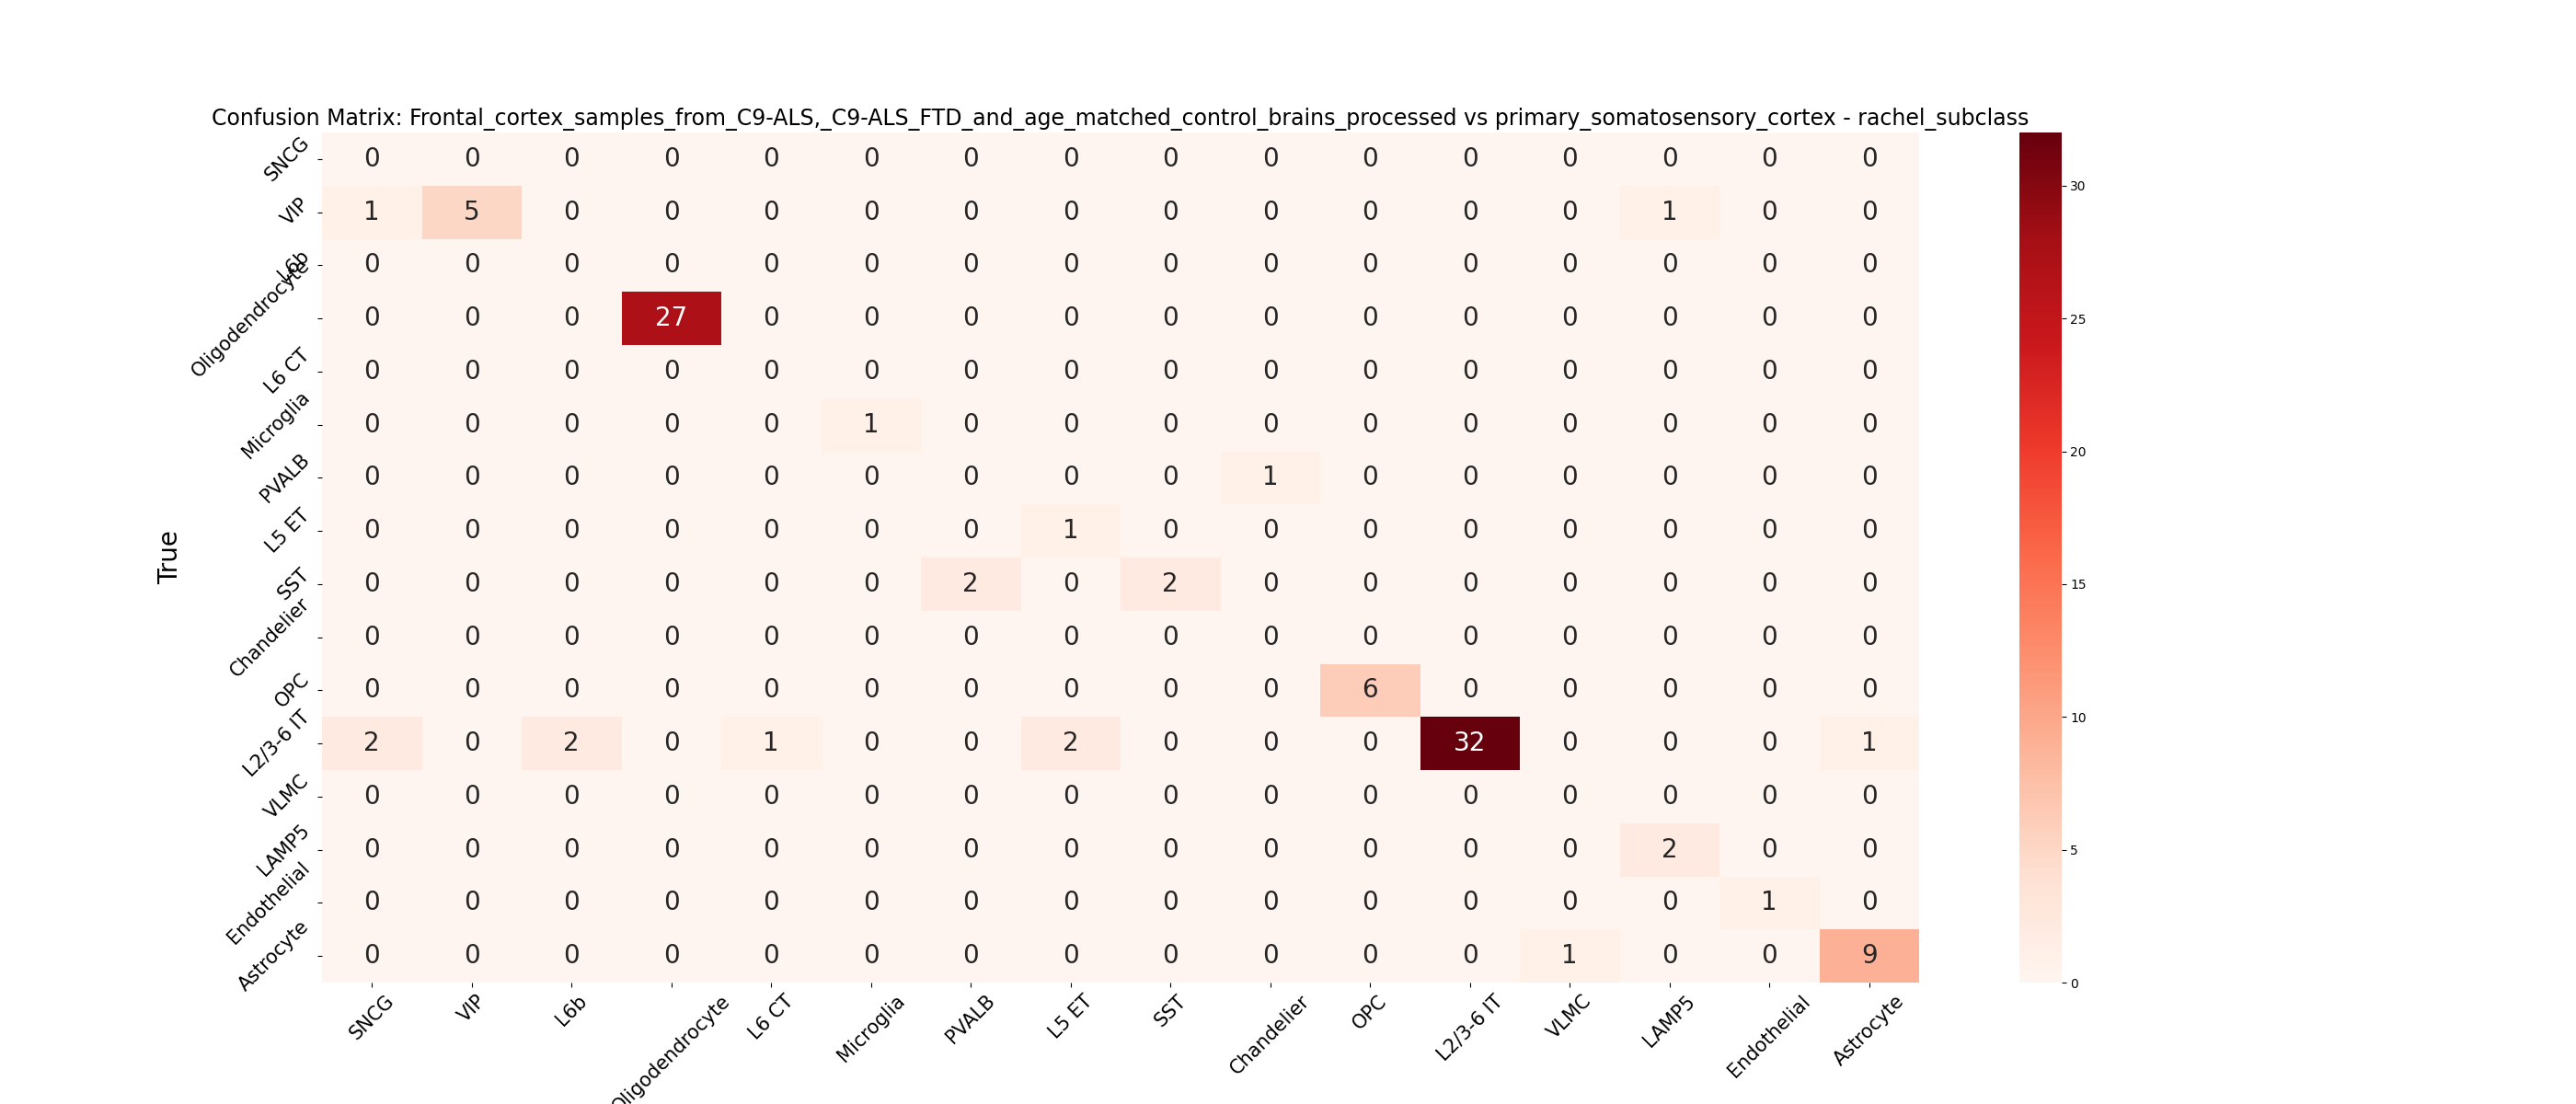 Confusion Matrix: Frontal_cortex_samples_from_C9-ALS,_C9-ALS_FTD_and_age_matched_control_brains_processed vs primary_somatosensory_cortex - rachel_subclass
True
SNCG 0 0 0 0 0 0 0 0 0 0 0 0 0 0 0 0
VIP 1 5 0 0 0 0 0 0 0 0 0 0 0 1 0 0
L6b 0 0 0 0 0 0 0 0 0 0 0 0 0 0 0 0
Oligodendrocyte 0 0 0 27 0 0 0 0 0 0 0 0 0 0 0 0
L6 CT 0 0 0 0 0 0 0 0 0 0 0 0 0 0 0 0
Microglia 0 0 0 0 0 1 0 0 0 0 0 0 0 0 0 0
PVALB 0 0 0 0 0 0 0 0 0 1 0 0 0 0 0 0
L5 ET 0 0 0 0 0 0 0 1 0 0 0 0 0 0 0 0
SST 0 0 0 0 0 0 2 0 2 0 0 0 0 0 0 0
Chandelier 0 0 0 0 0 0 0 0 0 0 0 0 0 0 0 0
OPC 0 0 0 0 0 0 0 0 0 0 6 0 0 0 0 0
L2/3-6 IT 2 0 2 0 1 0 0 2 0 0 0 32 0 0 0 1
VLMC 0 0 0 0 0 0 0 0 0 0 0 0 0 0 0 0
LAMP5 0 0 0 0 0 0 0 0 0 0 0 0 0 2 0 0
Endothelial 0 0 0 0 0 0 0 0 0 0 0 0 0 0 1 0
Astrocyte 0 0 0 0 0 0 0 0 0 0 0 0 1 0 0 9
SNCG VIP L6b Oligodendrocyte L6 CT Microglia PVALB L5 ET SST Chandelier OPC L2/3-6 IT VLMC LAMP5 Endothelial Astrocyte
30
25
20
15
10
5
0